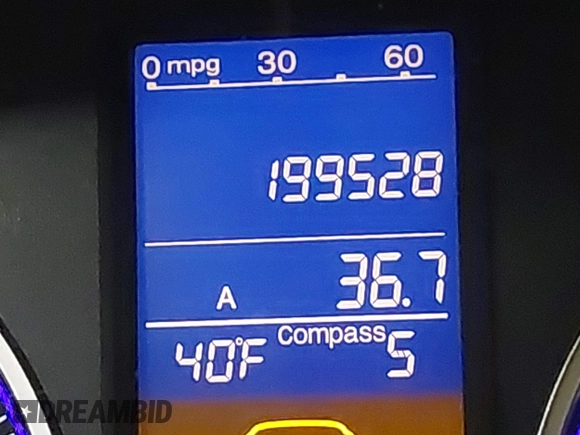 0 mpg 30 60
199528
A 36.7
40°F Compass S
DREAMBID